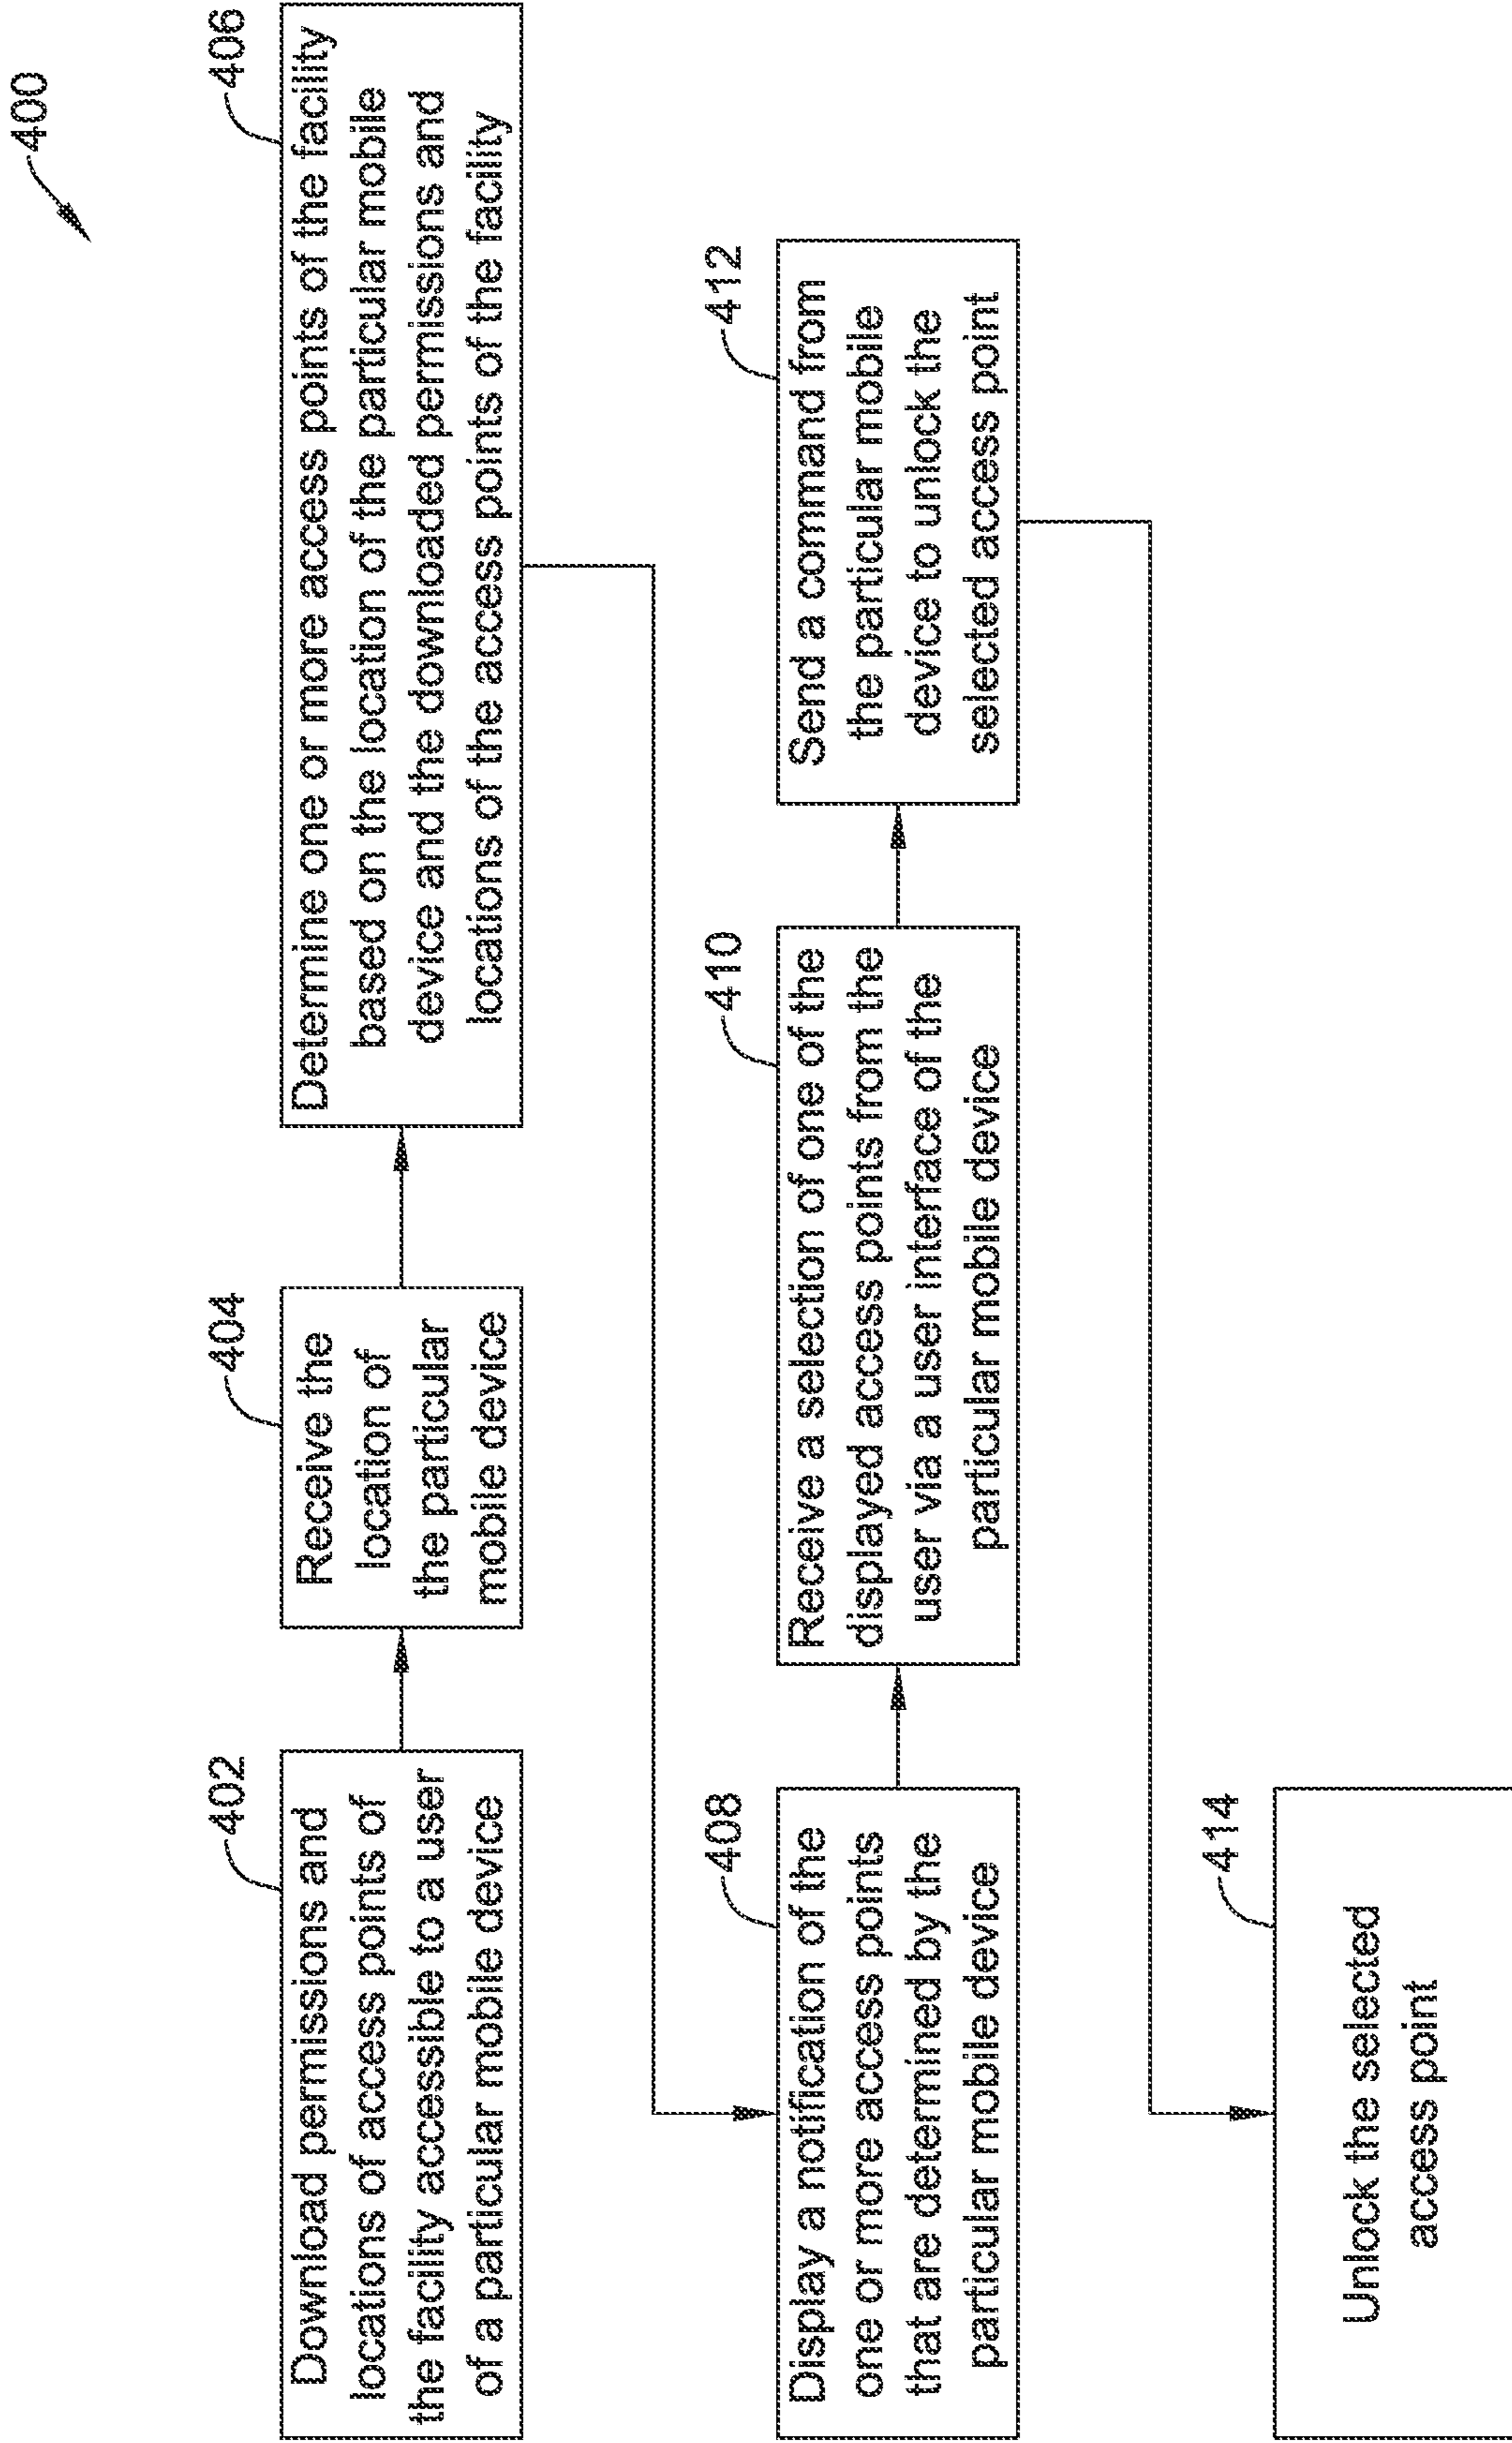 400
402
Download permissions and
locations of access points of
the facility accessible to a user
of a particular mobile device
404
Receive the
location of
the particular
mobile device
406
Determine one or more access points of the facility
based on the location of the particular mobile
device and the downloaded permissions and
locations of the access points of the facility
408
Display a notification of the
one or more access points
that are determined by the
particular mobile device
410
Receive a selection of one of the
displayed access points from the
user via a user interface of the
particular mobile device
412
Send a command from
the particular mobile
device to unlock the
selected access point
414
Unlock the selected
access point